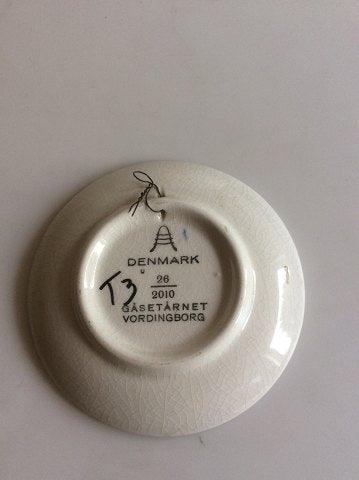 DENMARK
U
26
2010
T3
GÅSETÅRNET
VORDINGBORG